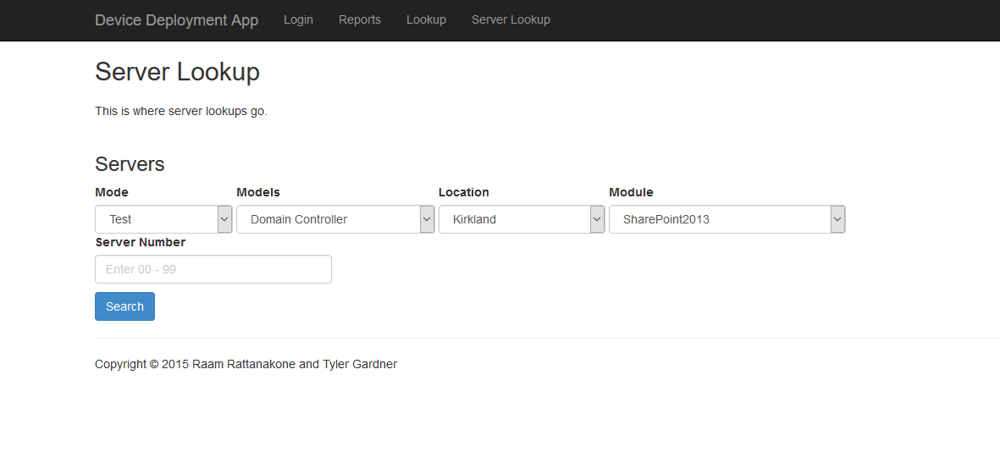 Device Deployment App Login Reports Lookup Server Lookup
Server Lookup
This is where server lookups go.
Servers
Mode Models Location Module
Test Domain Controller Kirkland SharePoint2013
Server Number
Enter 00 - 99
Search
Copyright © 2015 Raam Rattanakone and Tyler Gardner